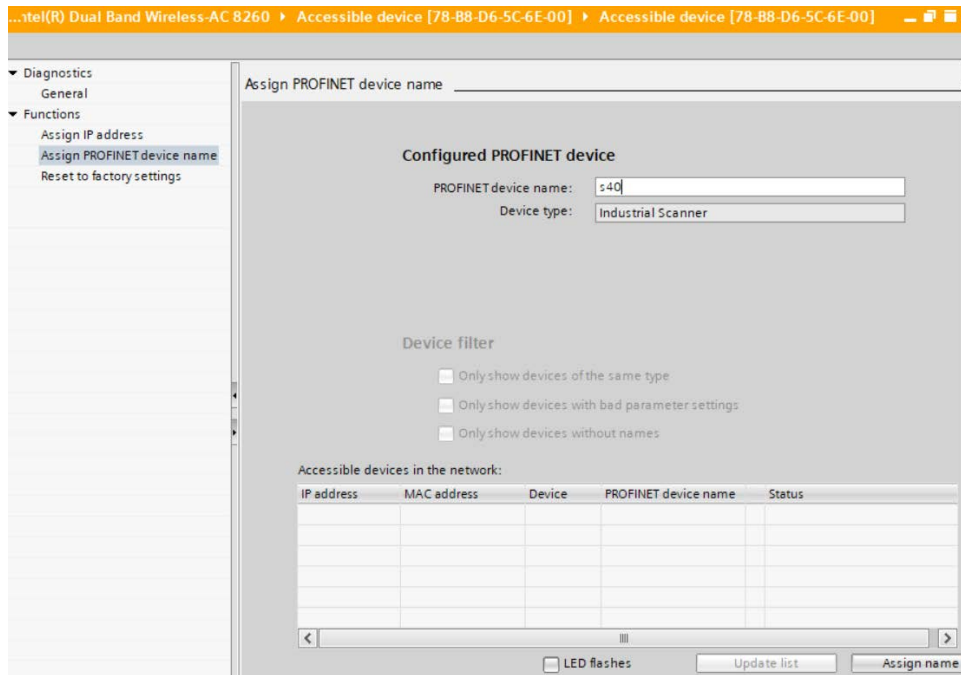 ...ntel(R) Dual Band Wireless-AC 8260 ▸ Accessible device [78-B8-D6-5C-6E-00] ▸ Accessible device [78-B8-D6-5C-6E-00]
Diagnostics
General
Functions
Assign IP address
Assign PROFINET device name
Reset to factory settings
Assign PROFINET device name
Configured PROFINET device
PROFINET device name: s40
Device type: Industrial Scanner
Device filter
Only show devices of the same type
Only show devices with bad parameter settings
Only show devices without names
Accessible devices in the network:
IP address MAC address Device PROFINET device name Status
LED flashes Update list Assign name